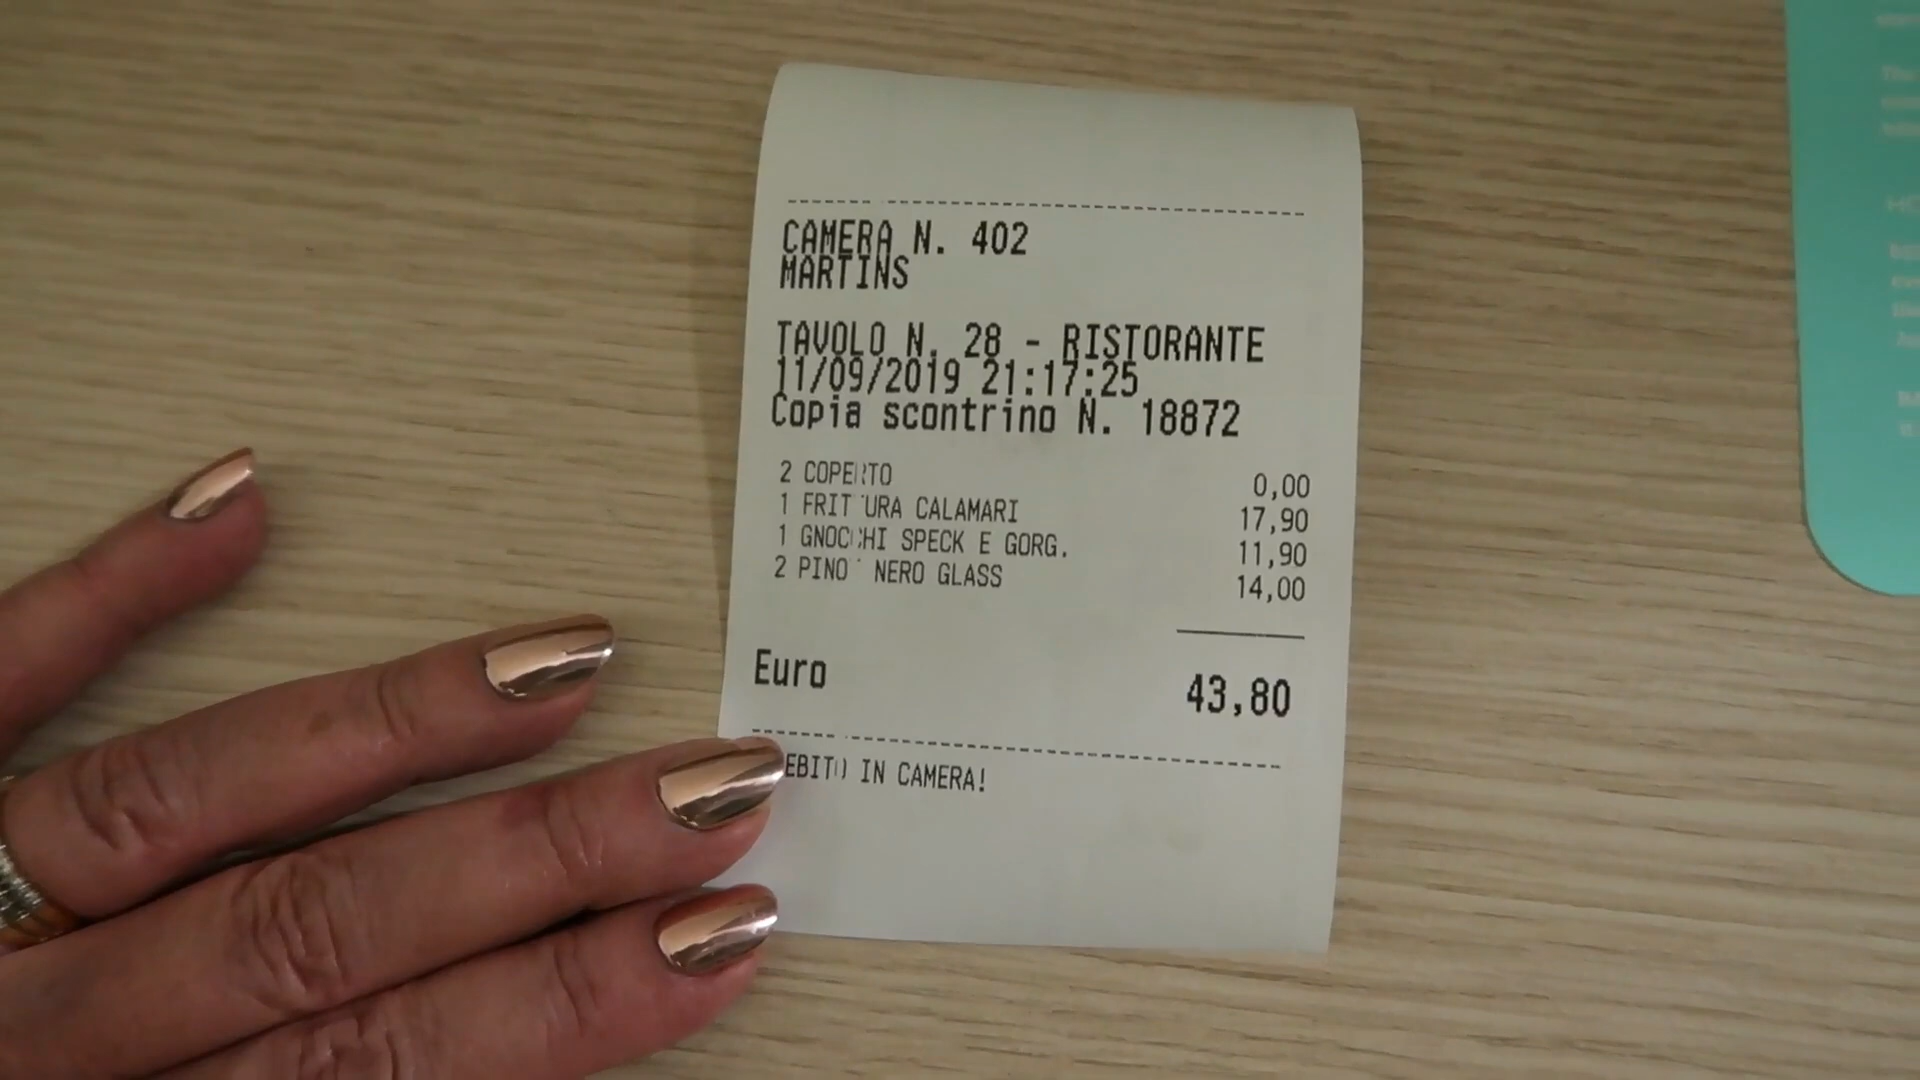 CAMERA N. 402
MARTINS
TAVOLO N. 28 - RISTORANTE
11/09/2019 21:17:25
Copia scontrino N. 18872
2 COPERTO 0,00
1 FRITTURA CALAMARI 17,90
1 GNOCCHI SPECK E GORG. 11,90
2 PINOT NERO GLASS 14,00
Euro 43,80
EBITO IN CAMERA!